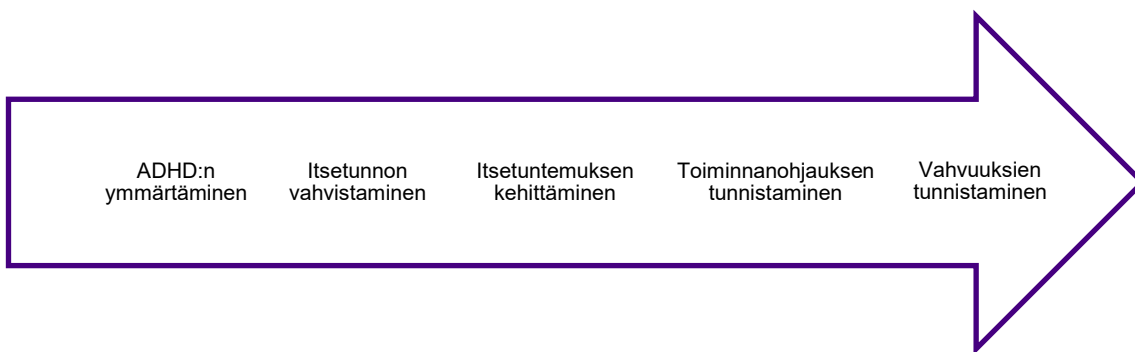 ADHD:n
ymmärtäminen
Itsetunnon
vahvistaminen
Itsetuntemuksen
kehittäminen
Toiminnanohjauksen
tunnistaminen
Vahvuuksien
tunnistaminen